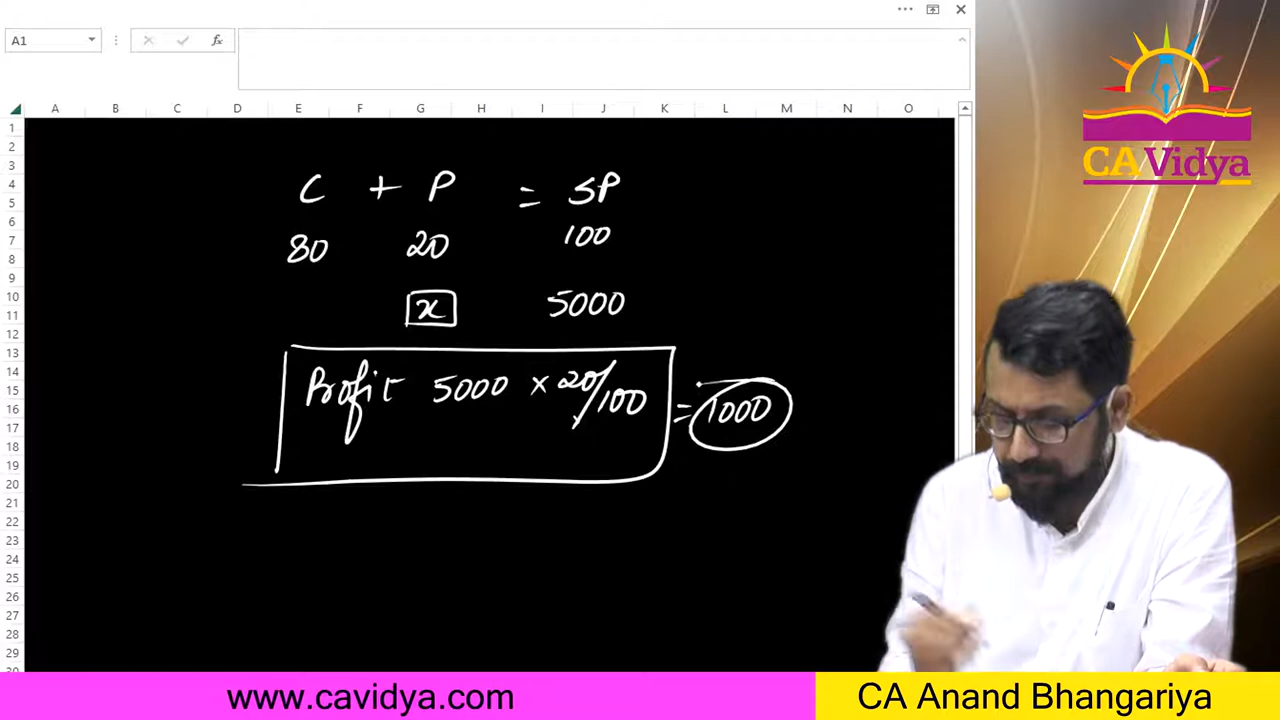 A1
fx
A B C D E F G H I J K L M N O
1
2
3
4
5
6
7
8
9
10
11
12
13
14
15
16
17
18
19
20
21
22
23
24
25
26
27
28
29
C + P = SP
80 20 100
x 5000
Profit 5000 × 20/100 = 1000
CAVidya
www.cavidya.com
CA Anand Bhangariya